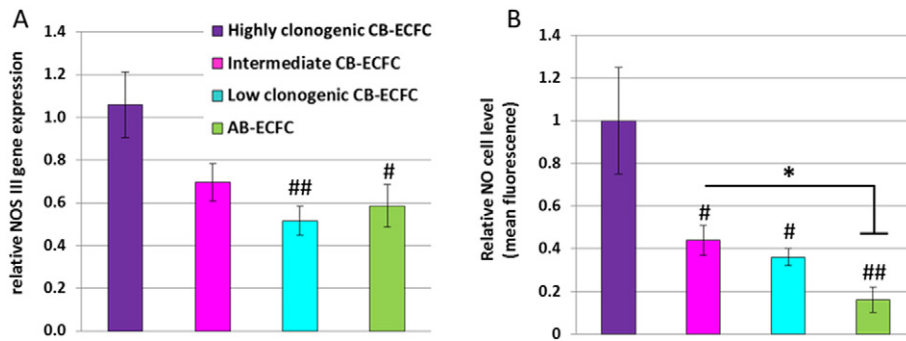 A
relative NOS III gene expression
1.4
1.2
1.0
0.8
0.6
0.4
0.2
0.0
Highly clonogenic CB-ECFC
Intermediate CB-ECFC
Low clonogenic CB-ECFC
AB-ECFC
##
#
B
Relative NO cell level
(mean fluorescence)
1.4
1.2
1
0.8
0.6
0.4
0.2
0
#
#
##
*